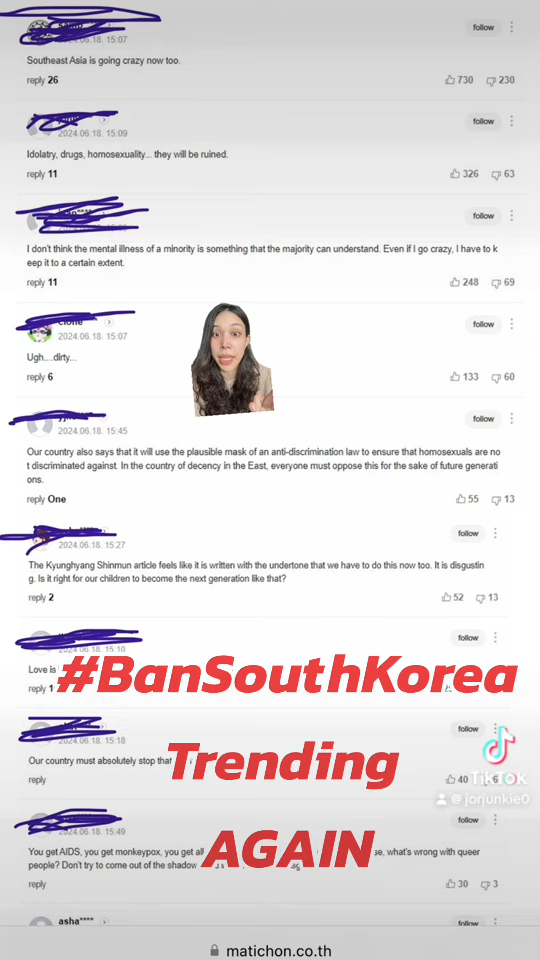 follow
2024.06.18. 15:07
Southeast Asia is going crazy now too.
reply 26
730 230
follow
2024.06.18. 15:09
Idolatry, drugs, homosexuality... they will be ruined.
reply 11
326 63
follow
I don't think the mental illness of a minority is something that the majority can understand. Even if I go crazy, I have to k
eep it to a certain extent.
reply 11
248 69
follow
2024.06.18. 15:07
Ugh....dirty...
reply 6
133 60
follow
2024.06.18. 15:45
Our country also says that it will use the plausible mask of an anti-discrimination law to ensure that homosexuals are no
t discriminated against. In the country of decency in the East, everyone must oppose this for the sake of future generati
ons.
reply One
55 13
follow
2024.06.18. 15:27
The Kyunghyang Shinmun article feels like it is written with the undertone that we have to do this now too. It is disgustin
g. Is it right for our children to become the next generation like that?
reply 2
52 13
follow
2024.06.18. 15:10
Love is
reply 1
#BanSouthKorea
follow
2024.06.18. 15:18
Our country must absolutely stop that
Trending
reply
40 6
TikTok
@jorjunkie0
follow
2024.06.18. 15:49
You get AIDS, you get monkeypox, you get all se, what's wrong with queer
people? Don't try to come out of the shadow
AGAIN
reply
30 3
asha****
follow
matichon.co.th